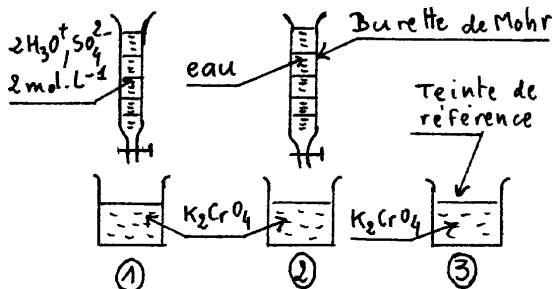 2H₃O⁺, SO₄²⁻
2 mol.L⁻¹
eau
Burette de Mohr
Teinte de
référence
K₂CrO₄
K₂CrO₄
① ② ③